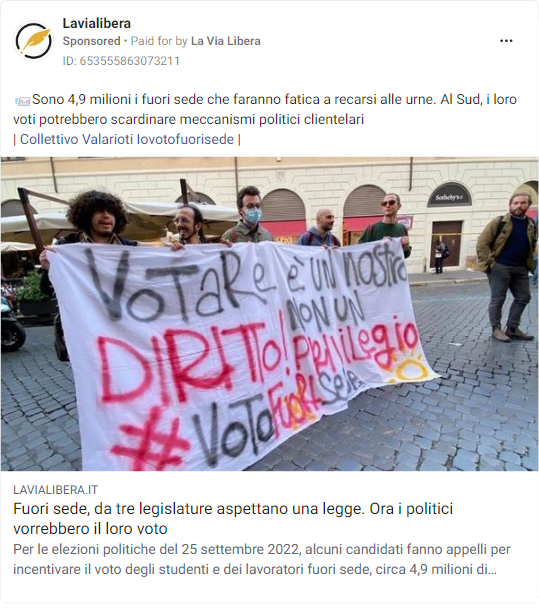 Lavialibera
Sponsored • Paid for by La Via Libera
ID: 653555863073211
Sono 4,9 milioni i fuori sede che faranno fatica a recarsi alle urne. Al Sud, i loro
voti potrebbero scardinare meccanismi politici clientelari
| Collettivo Valarioti Iovotofuorisede |
Sotheby's
VOTARE è UN NOSTRO
DIRITTO! NON UN
PRIVILEGIO
#VOTOFUORISEDE
LAVIALIBERA.IT
Fuori sede, da tre legislature aspettano una legge. Ora i politici
vorrebbero il loro voto
Per le elezioni politiche del 25 settembre 2022, alcuni candidati fanno appelli per
incentivare il voto degli studenti e dei lavoratori fuori sede, circa 4,9 milioni di...